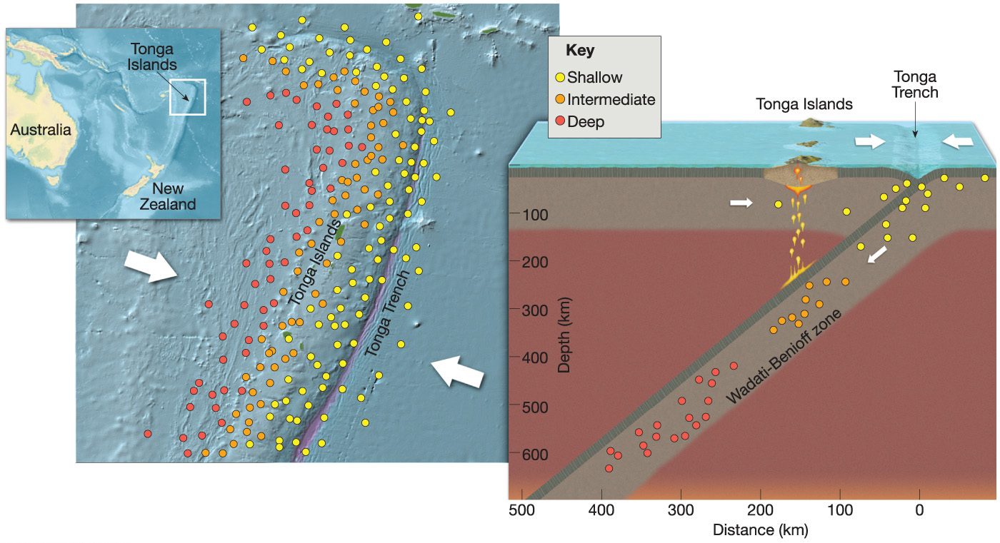 Tonga
Islands
Australia
New
Zealand
Tonga Islands
Tonga Trench
Key
Shallow
Intermediate
Deep
Tonga Islands
Tonga
Trench
100
200
300
400
500
600
Depth (km)
Wadati-Benioff zone
500
400
300
200
100
0
Distance (km)